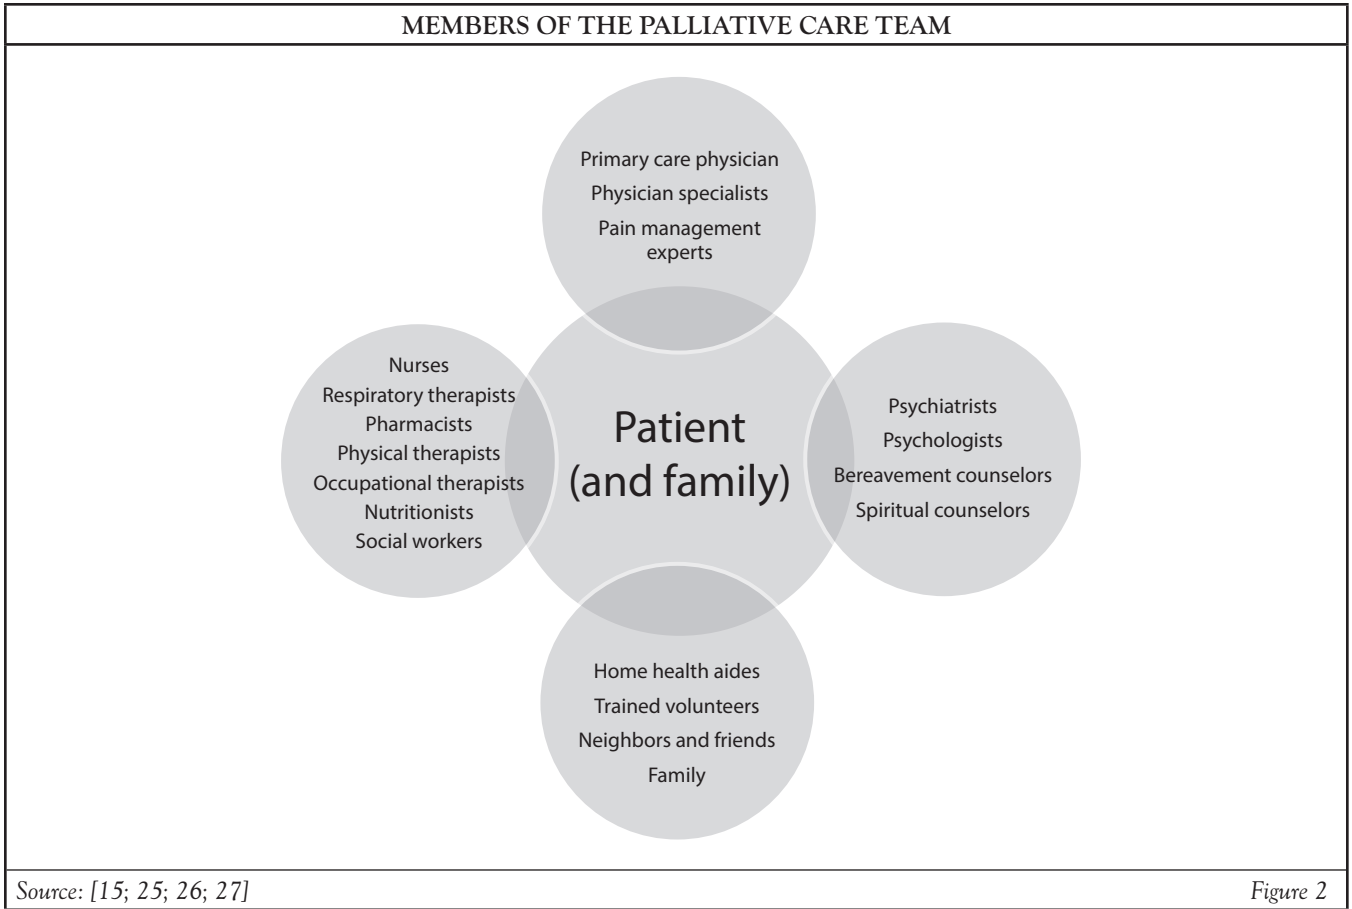 MEMBERS OF THE PALLIATIVE CARE TEAM
Primary care physician
Physician specialists
Pain management
experts
Nurses
Respiratory therapists
Pharmacists
Physical therapists
Occupational therapists
Nutritionists
Social workers
Patient
(and family)
Psychiatrists
Psychologists
Bereavement counselors
Spiritual counselors
Home health aides
Trained volunteers
Neighbors and friends
Family
Source: [15; 25; 26; 27]
Figure 2